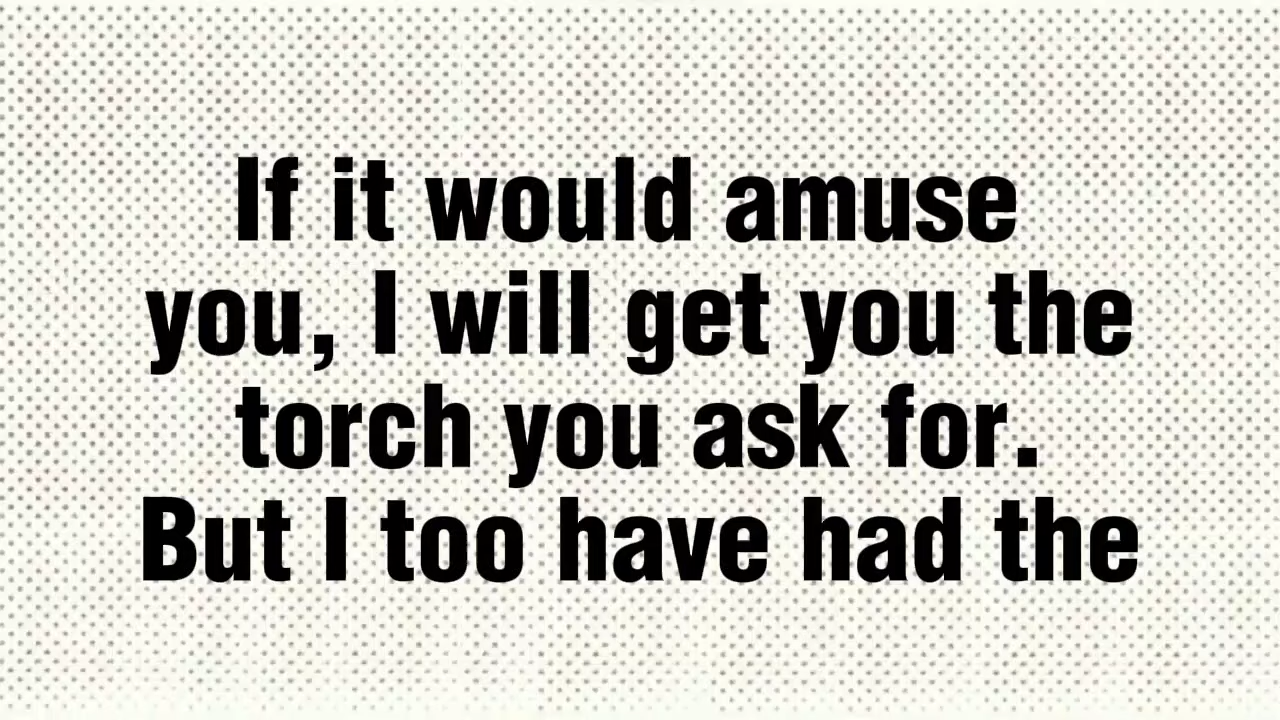 If it would amuse
you, I will get you the
torch you ask for.
But I too have had the